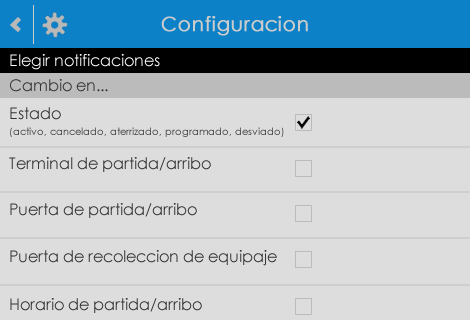 Configuracion
Elegir notificaciones
Cambio en...
Estado
(activo, cancelado, aterrizado, programado, desviado)
Terminal de partida/arribo
Puerta de partida/arribo
Puerta de recoleccion de equipaje
Horario de partida/arribo